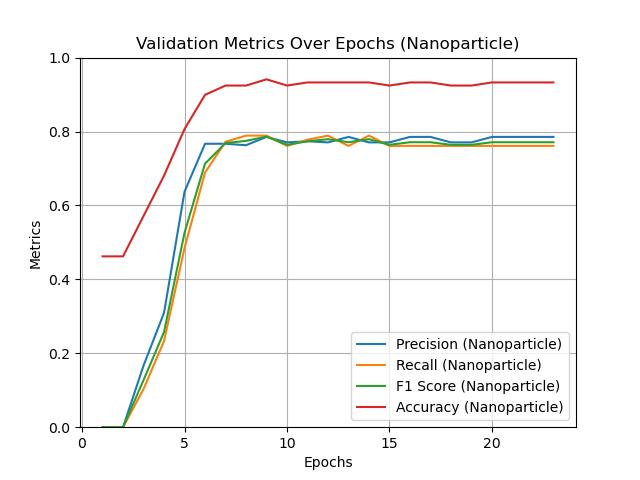 Validation Metrics Over Epochs (Nanoparticle)
1.0
0.8
0.6
0.4
0.2
0.0
Metrics
0
5
10
15
20
Epochs
Precision (Nanoparticle)
Recall (Nanoparticle)
F1 Score (Nanoparticle)
Accuracy (Nanoparticle)